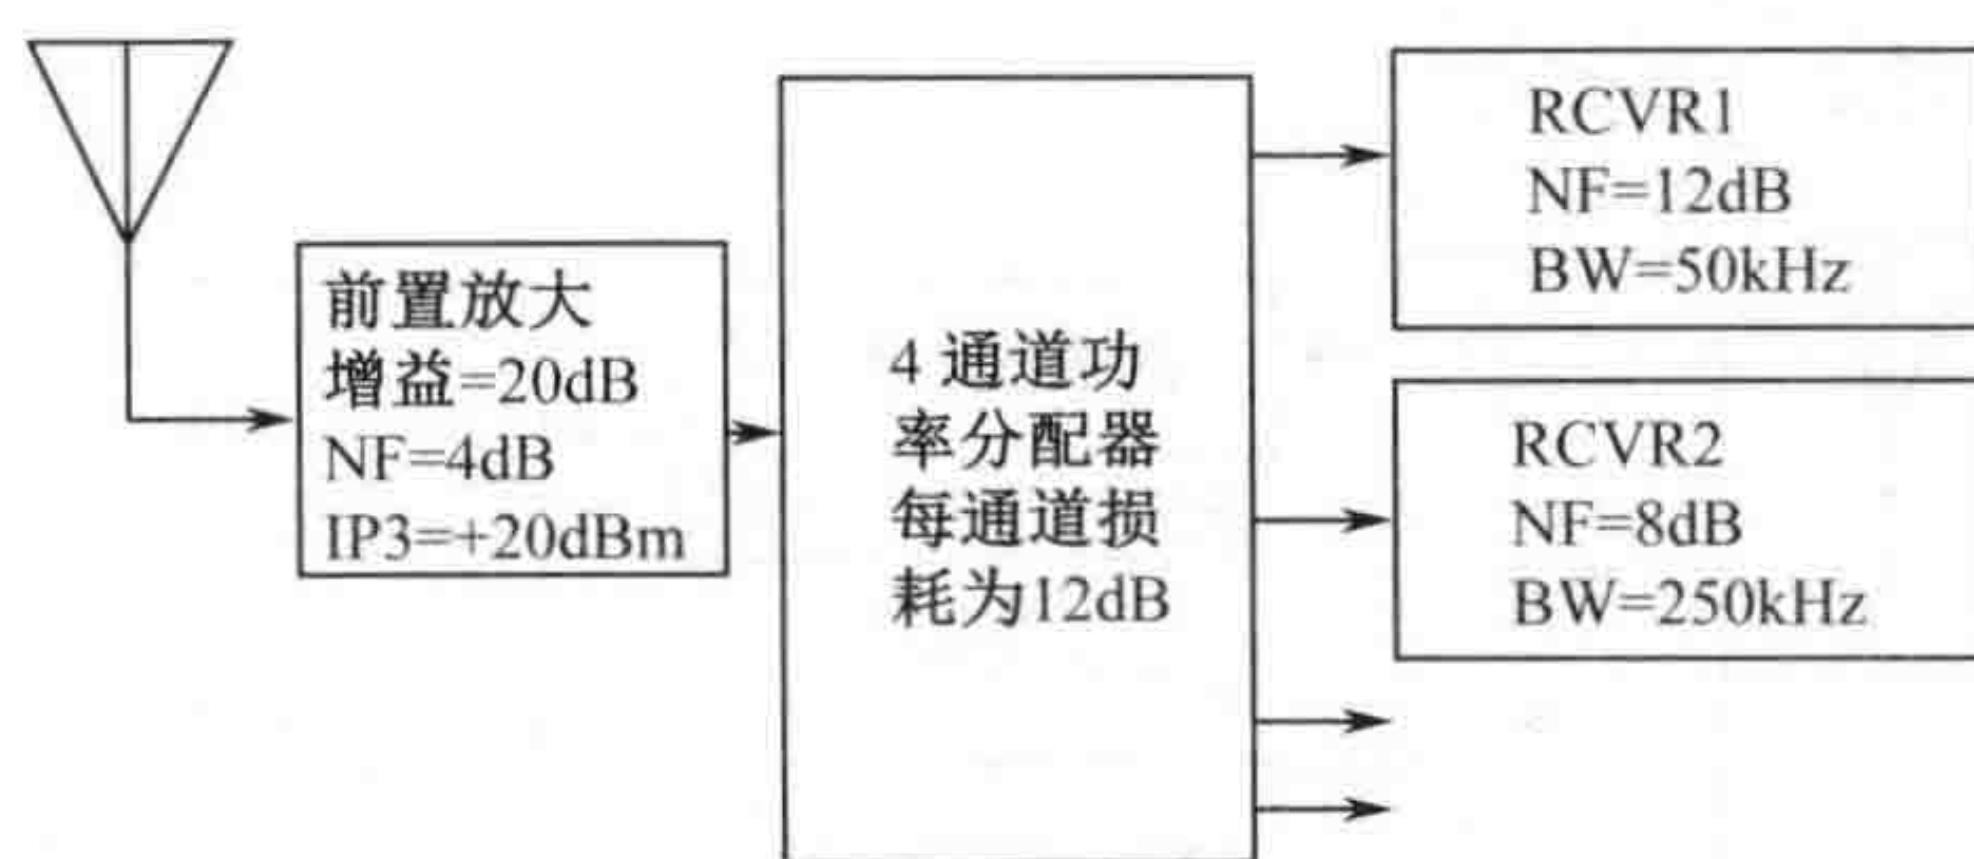 前置放大
增益=20dB
NF=4dB
IP3=+20dBm
4 通道功
率分配器
每通道损
耗为12dB
RCVR1
NF=12dB
BW=50kHz
RCVR2
NF=8dB
BW=250kHz